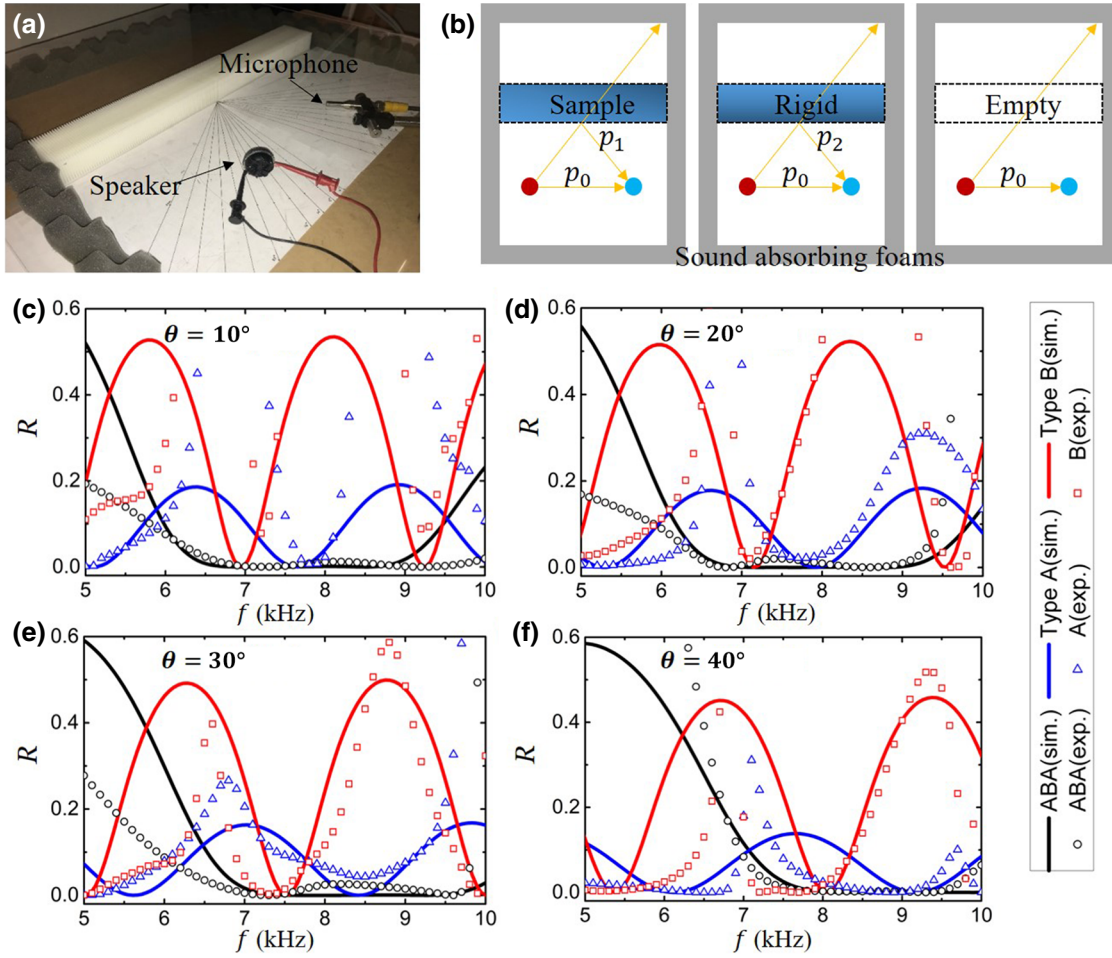 (a)
Microphone
Speaker
(b)
Sample
Rigid
Empty
p₁
p₂
p₀
p₀
p₀
Sound absorbing foams
(c)
θ = 10°
0.6
0.4
0.2
0.0
R
5 6 7 8 9 10
f (kHz)
(d)
θ = 20°
0.6
0.4
0.2
0.0
R
5 6 7 8 9 10
f (kHz)
(e)
θ = 30°
0.6
0.4
0.2
0.0
R
5 6 7 8 9 10
f (kHz)
(f)
θ = 40°
0.6
0.4
0.2
0.0
R
5 6 7 8 9 10
f (kHz)
ABA(sim.) Type A(sim.) Type B(sim.)
ABA(exp.) A(exp.) B(exp.)